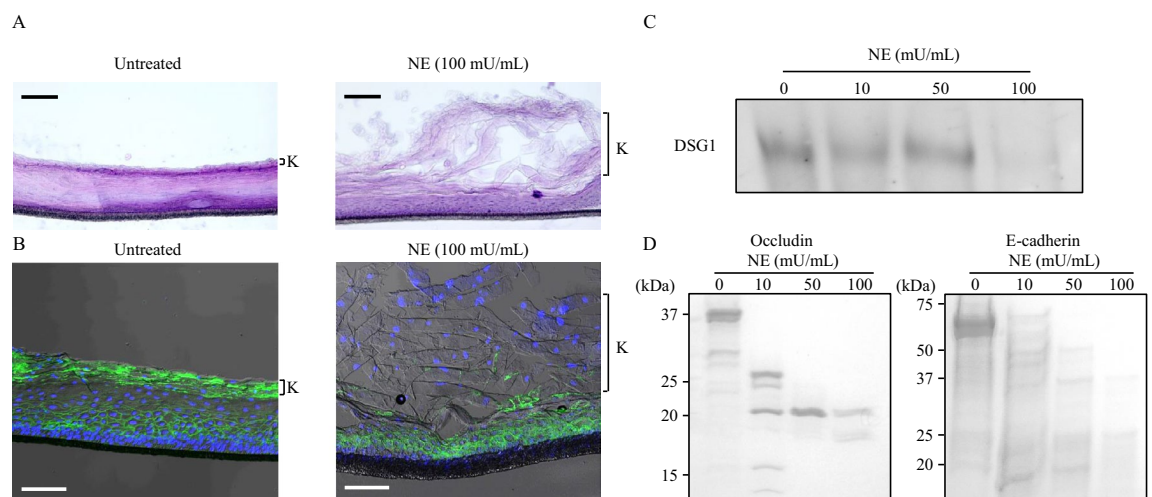 A
Untreated
NE (100 mU/mL)
K
K
B
Untreated
NE (100 mU/mL)
K
K
C
NE (mU/mL)
0 10 50 100
DSG1
D
Occludin
NE (mU/mL)
(kDa) 0 10 50 100
37
25
20
15
E-cadherin
NE (mU/mL)
(kDa) 0 10 50 100
75
50
37
25
20